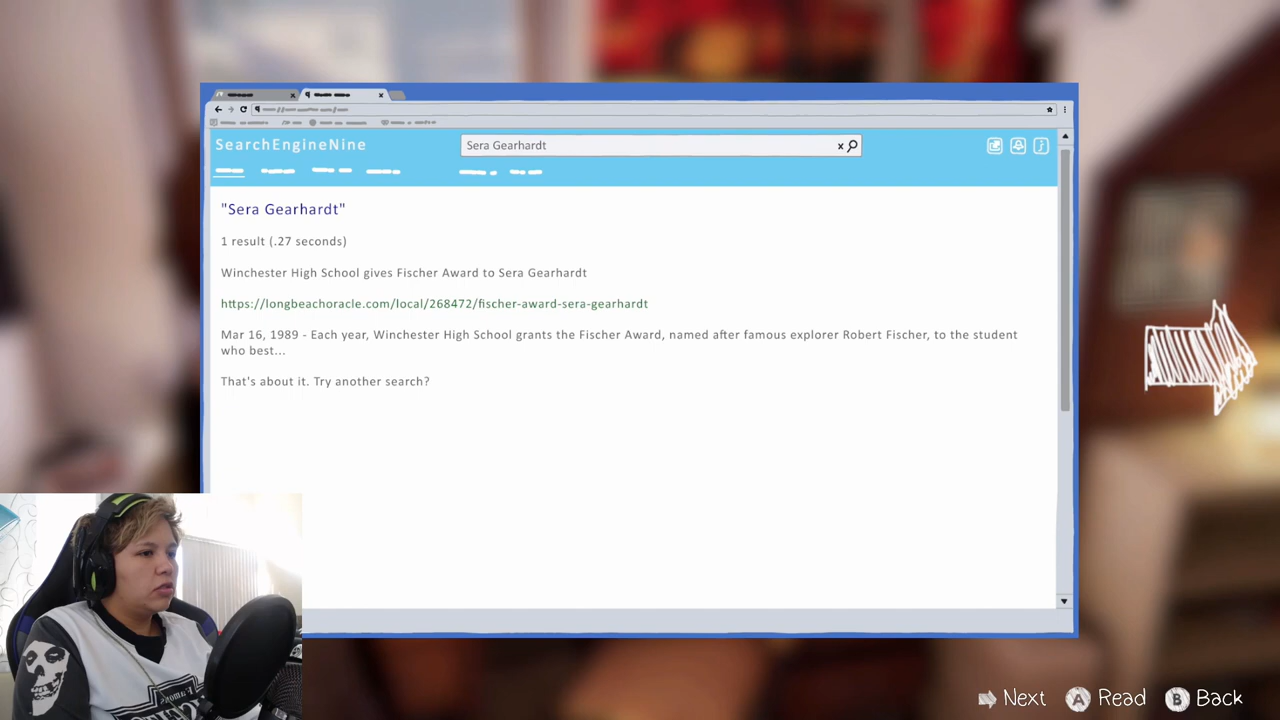 SearchEngineNine
Sera Gearhardt
x
"Sera Gearhardt"
1 result (.27 seconds)
Winchester High School gives Fischer Award to Sera Gearhardt
https://longbeachoracle.com/local/268472/fischer-award-sera-gearhardt
Mar 16, 1989 - Each year, Winchester High School grants the Fischer Award, named after famous explorer Robert Fischer, to the student
who best...
That's about it. Try another search?
Famous
Next A Read B Back